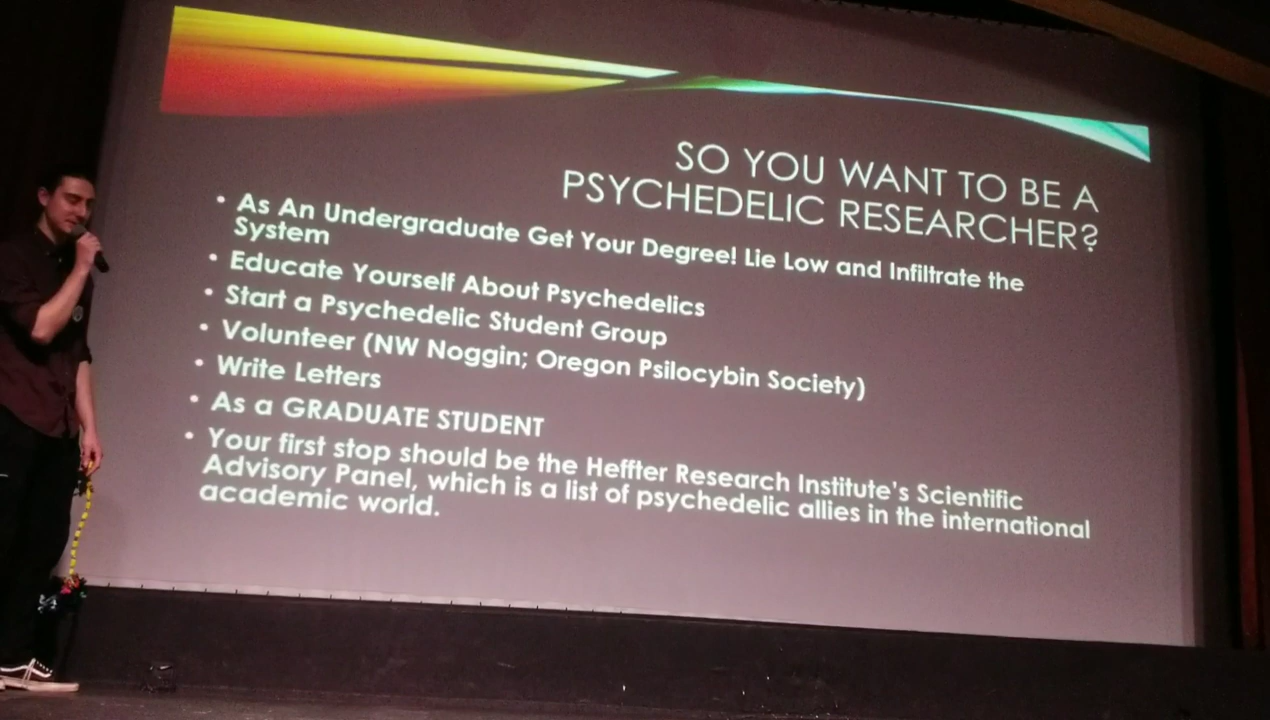 SO YOU WANT TO BE A
PSYCHEDELIC RESEARCHER?
• As An Undergraduate Get Your Degree! Lie Low and Infiltrate the
System
• Educate Yourself About Psychedelics
• Start a Psychedelic Student Group
• Volunteer (NW Noggin; Oregon Psilocybin Society)
• Write Letters
• As a GRADUATE STUDENT
• Your first stop should be the Heffter Research Institute's Scientific
Advisory Panel, which is a list of psychedelic allies in the international
academic world.